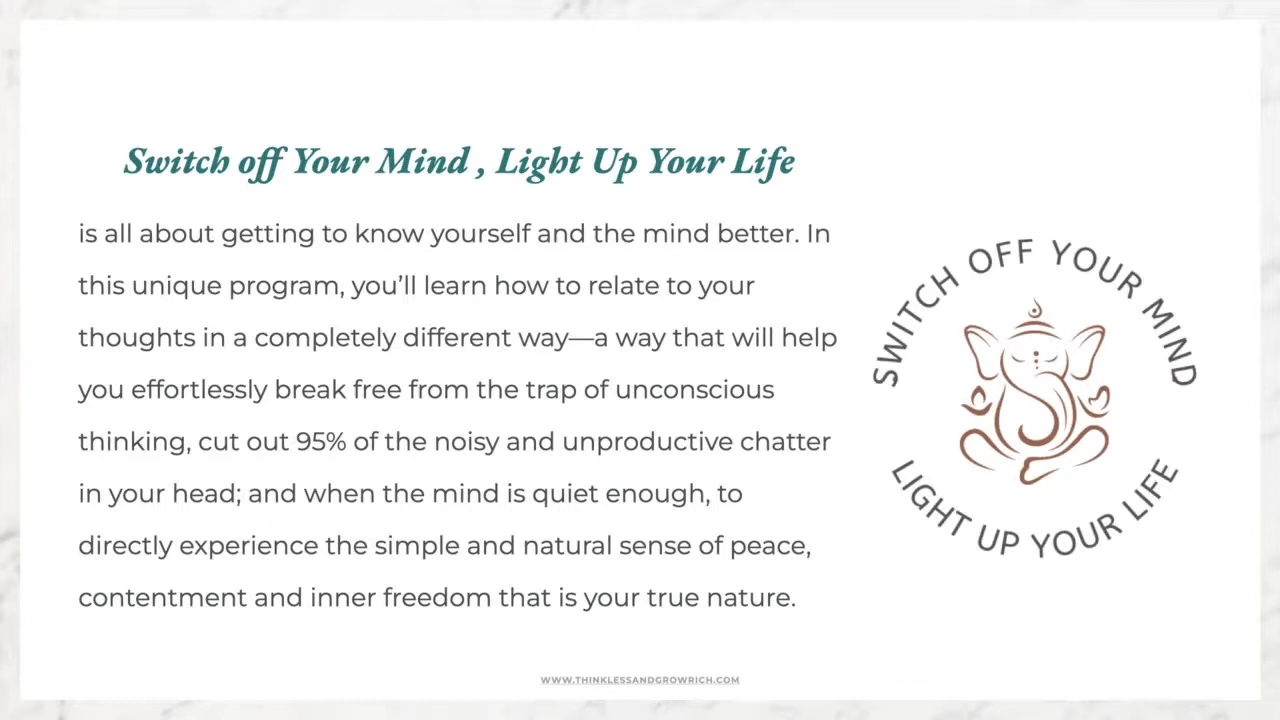 Switch off Your Mind , Light Up Your Life
is all about getting to know yourself and the mind better. In
this unique program, you’ll learn how to relate to your
thoughts in a completely different way—a way that will help
you effortlessly break free from the trap of unconscious
thinking, cut out 95% of the noisy and unproductive chatter
in your head; and when the mind is quiet enough, to
directly experience the simple and natural sense of peace,
contentment and inner freedom that is your true nature.
SWITCH OFF YOUR MIND
LIGHT UP YOUR LIFE
WWW.THINKLESSANDGROWRICH.COM